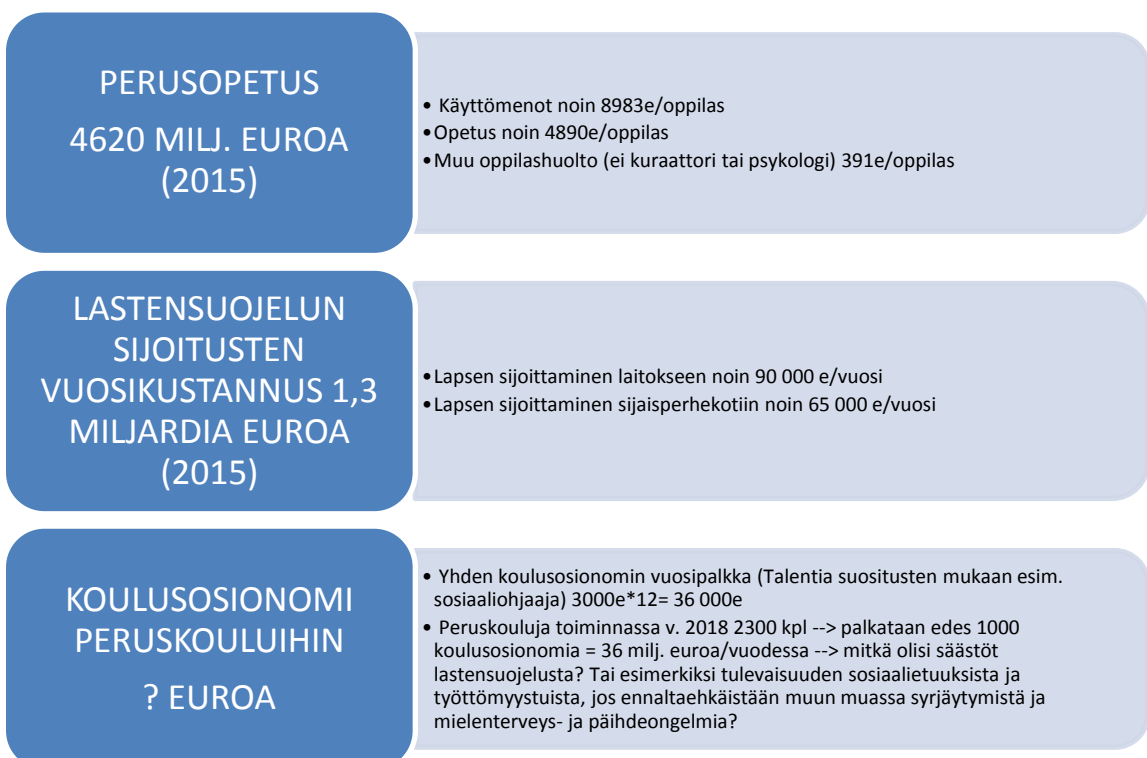 PERUSOPETUS
4620 MILJ. EUROA
(2015)
• Käyttömenot noin 8983e/oppilas
•Opetus noin 4890e/oppilas
•Muu oppilashuolto (ei kuraattori tai psykologi) 391e/oppilas
LASTENSUOJELUN
SIJOITUSTEN
VUOSIKUSTANNUS 1,3
MILJARDIA EUROA
(2015)
•Lapsen sijoittaminen laitokseen noin 90 000 e/vuosi
•Lapsen sijoittaminen sijaisperhekotiin noin 65 000 e/vuosi
KOULUSOSIONOMI
PERUSKOULUIHIN
? EUROA
• Yhden koulusosionomin vuosipalkka (Talentia suositusten mukaan esim.
sosiaaliohjaaja) 3000e*12= 36 000e
• Peruskouluja toiminnassa v. 2018 2300 kpl --> palkataan edes 1000
koulusosionomia = 36 milj. euroa/vuodessa --> mitkä olisi säästöt
lastensuojelusta? Tai esimerkiksi tulevaisuuden sosiaalietuuksista ja
työttömyystuista, jos ennaltaehkäistään muun muassa syrjäytymistä ja
mielenterveys- ja päihdeongelmia?